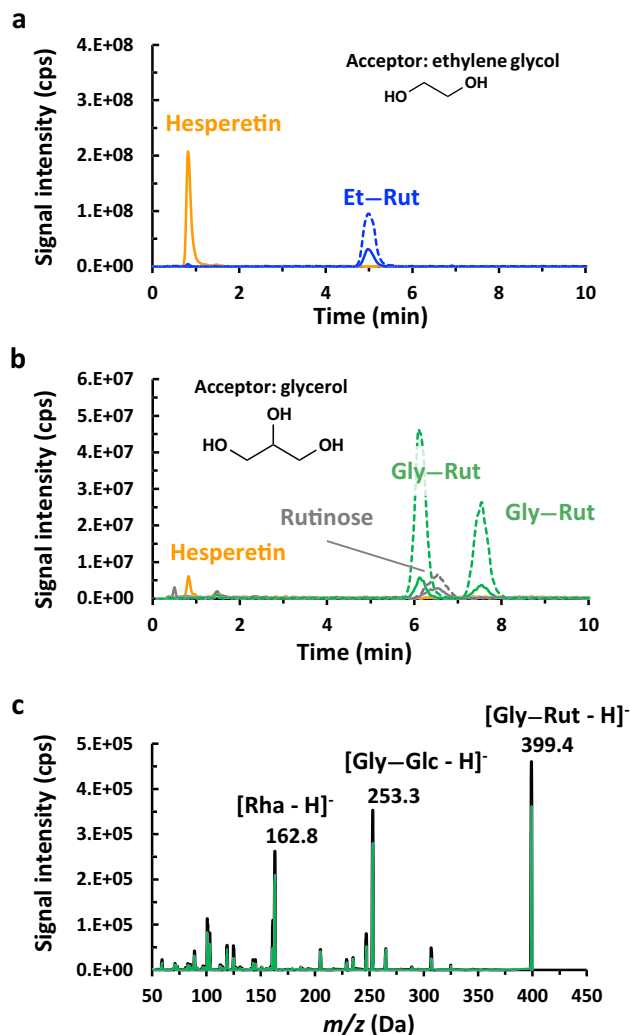 a
4.E+08
3.E+08
2.E+08
1.E+08
0.E+00
Signal intensity (cps)
Acceptor: ethylene glycol
HO
OH
Hesperetin
Et—Rut
0 2 4 6 8 10
Time (min)
b
5.E+07
4.E+07
3.E+07
2.E+07
1.E+07
0.E+00
Signal intensity (cps)
Acceptor: glycerol
OH
HO
OH
Gly—Rut
Rutinose
Gly—Rut
Hesperetin
0 2 4 6 8 10
Time (min)
c
[Gly—Rut - H]-
399.4
[Gly—Glc - H]-
253.3
[Rha - H]-
162.8
5.E+05
4.E+05
3.E+05
2.E+05
1.E+05
0.E+00
Signal intensity (cps)
50 100 150 200 250 300 350 400 450
m/z (Da)